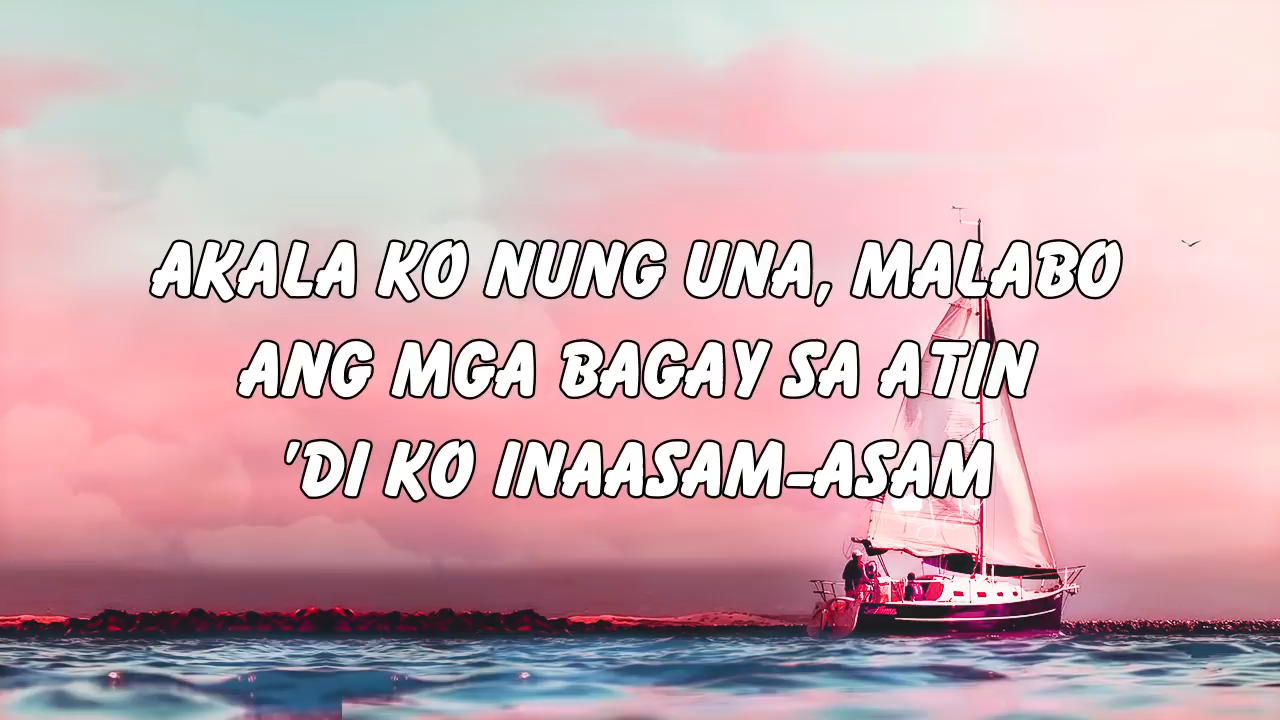 AKALA KO NUNG UNA, MALABO
ANG MGA BAGAY SA ATIN
'DI KO INAASAM-ASAM